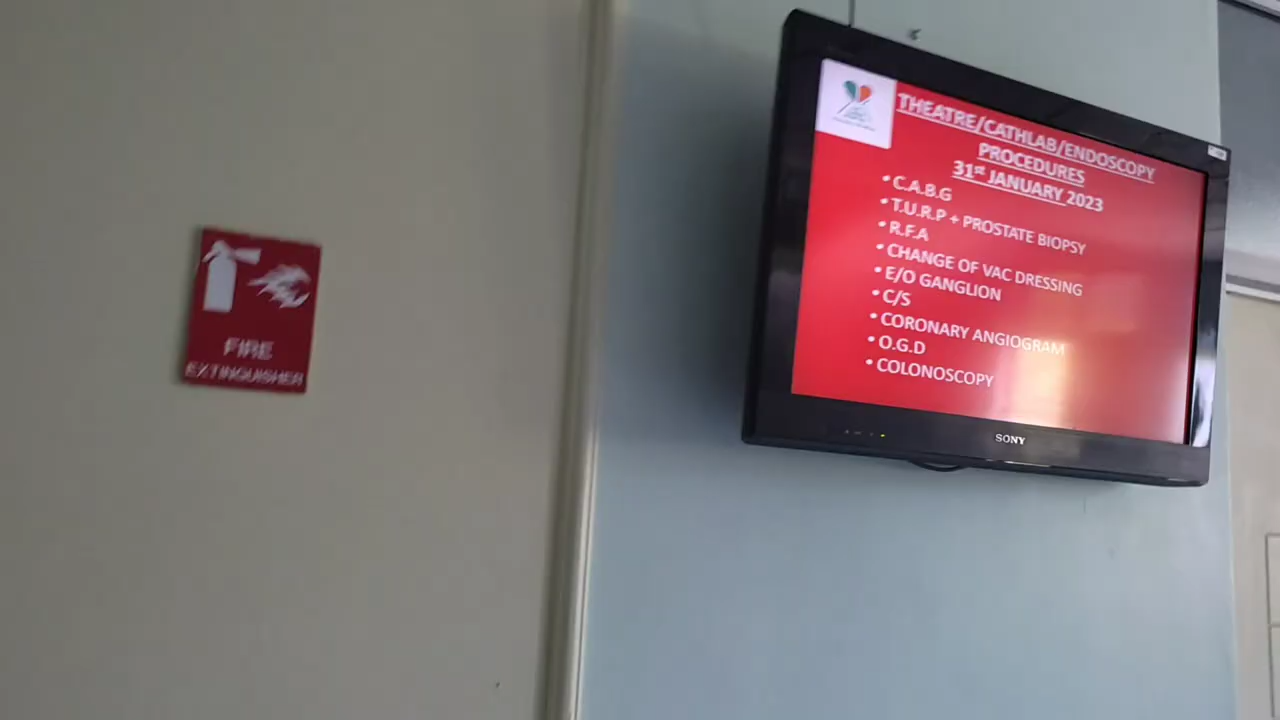 FIRE
EXTINGUISHER
THEATRE/CATHLAB/ENDOSCOPY
PROCEDURES
31st JANUARY 2023
• C.A.B.G
• T.U.R.P + PROSTATE BIOPSY
• R.F.A
• CHANGE OF VAC DRESSING
• E/O GANGLION
• C/S
• CORONARY ANGIOGRAM
• O.G.D
• COLONOSCOPY
SONY